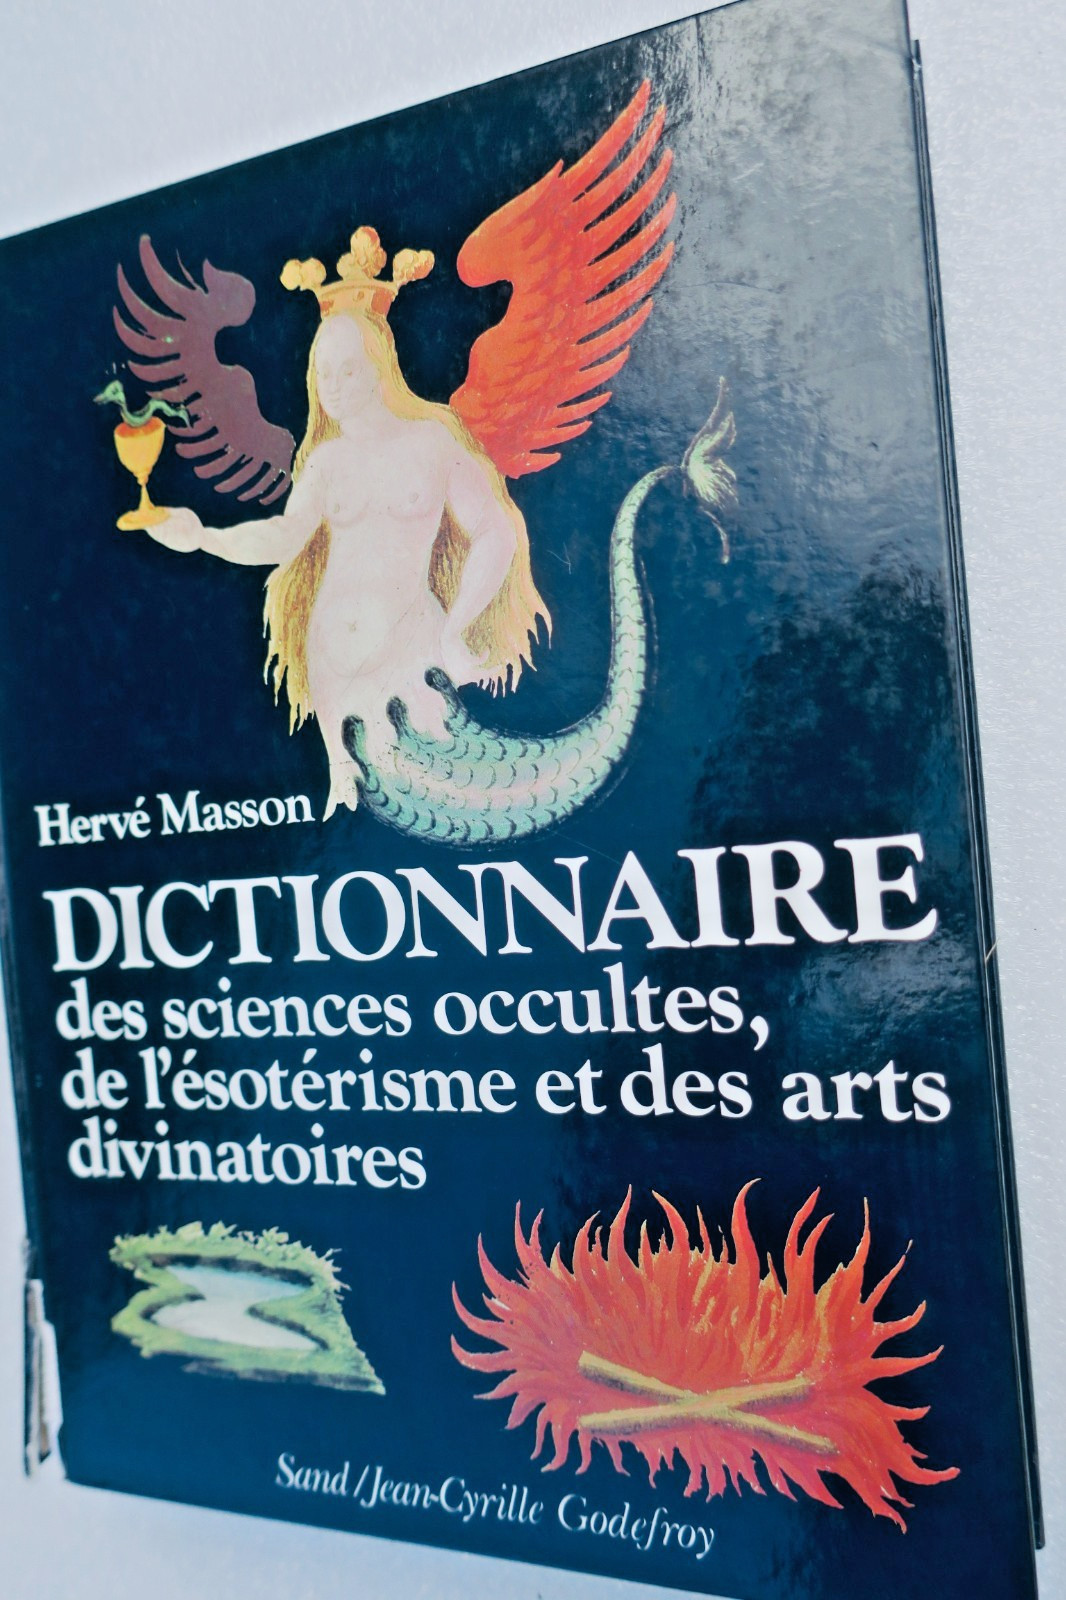 Hervé Masson
DICTIONNAIRE
des sciences occultes,
de l'ésotérisme et des arts
divinatoires
Sand/Jean-Cyrille Godefroy